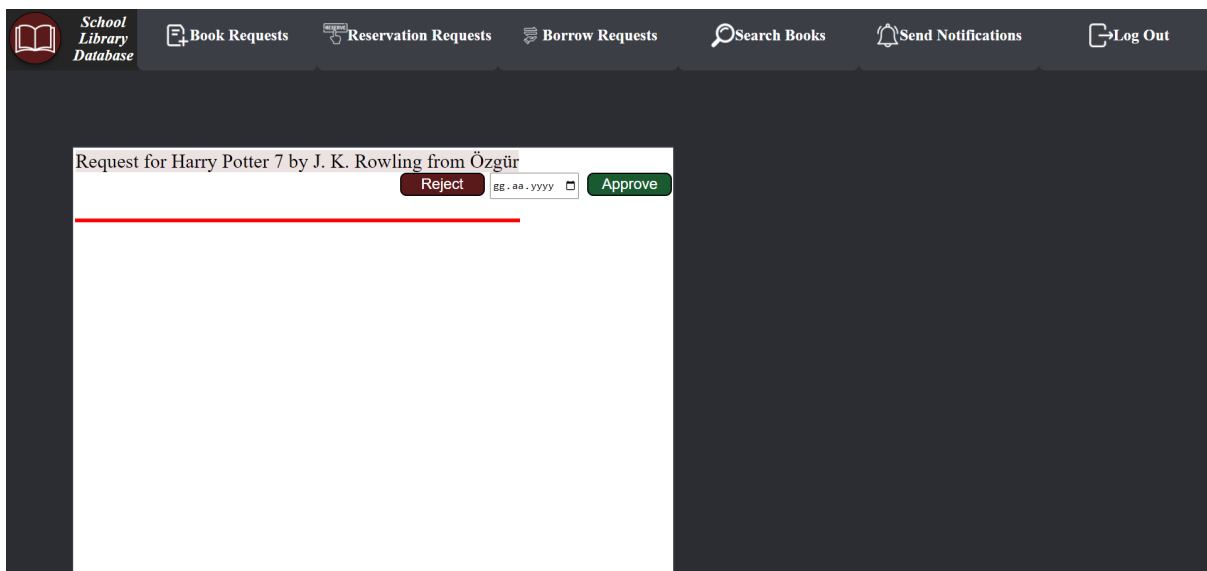 School
Library
Database
Book Requests
RESERVE
Reservation Requests
Borrow Requests
Search Books
Send Notifications
Log Out
Request for Harry Potter 7 by J. K. Rowling from Özgür
Reject
gg.aa.yyyy
Approve